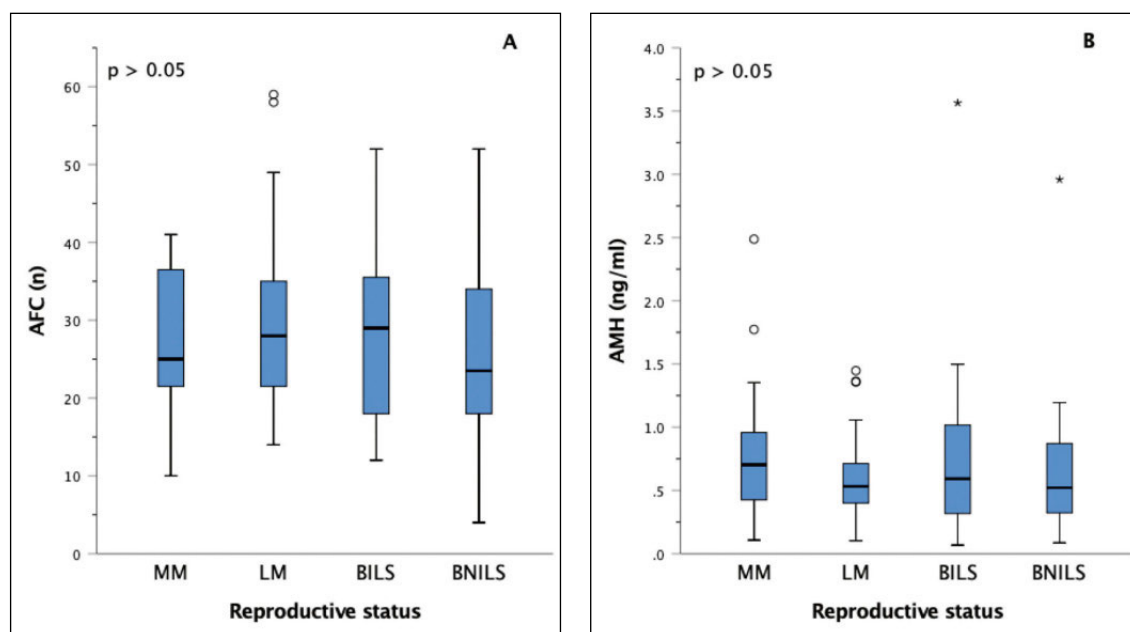 A
p > 0.05
60
50
40
30
20
10
0
AFC (n)
MM LM BILS BNILS
Reproductive status
B
4.0
p > 0.05
3.5
3.0
2.5
2.0
1.5
1.0
.5
.0
AMH (ng/ml)
MM LM BILS BNILS
Reproductive status